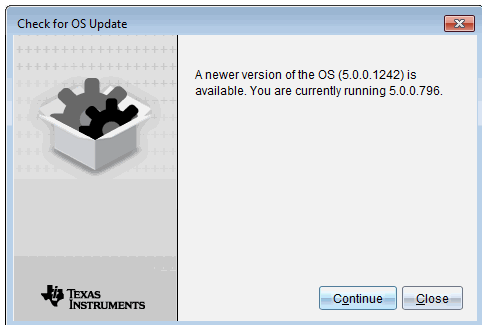 Check for OS Update
A newer version of the OS (5.0.0.1242) is
available. You are currently running 5.0.0.796.
TEXAS
INSTRUMENTS
Continue
Close